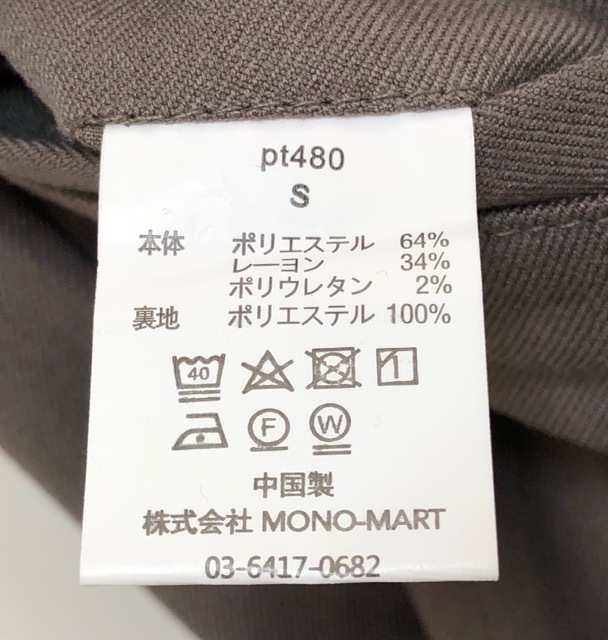 pt480
S
本体 ポリエステル 64%
レーヨン 34%
ポリウレタン 2%
裏地 ポリエステル 100%
40
F W
中国製
株式会社 MONO-MART
03-6417-0682